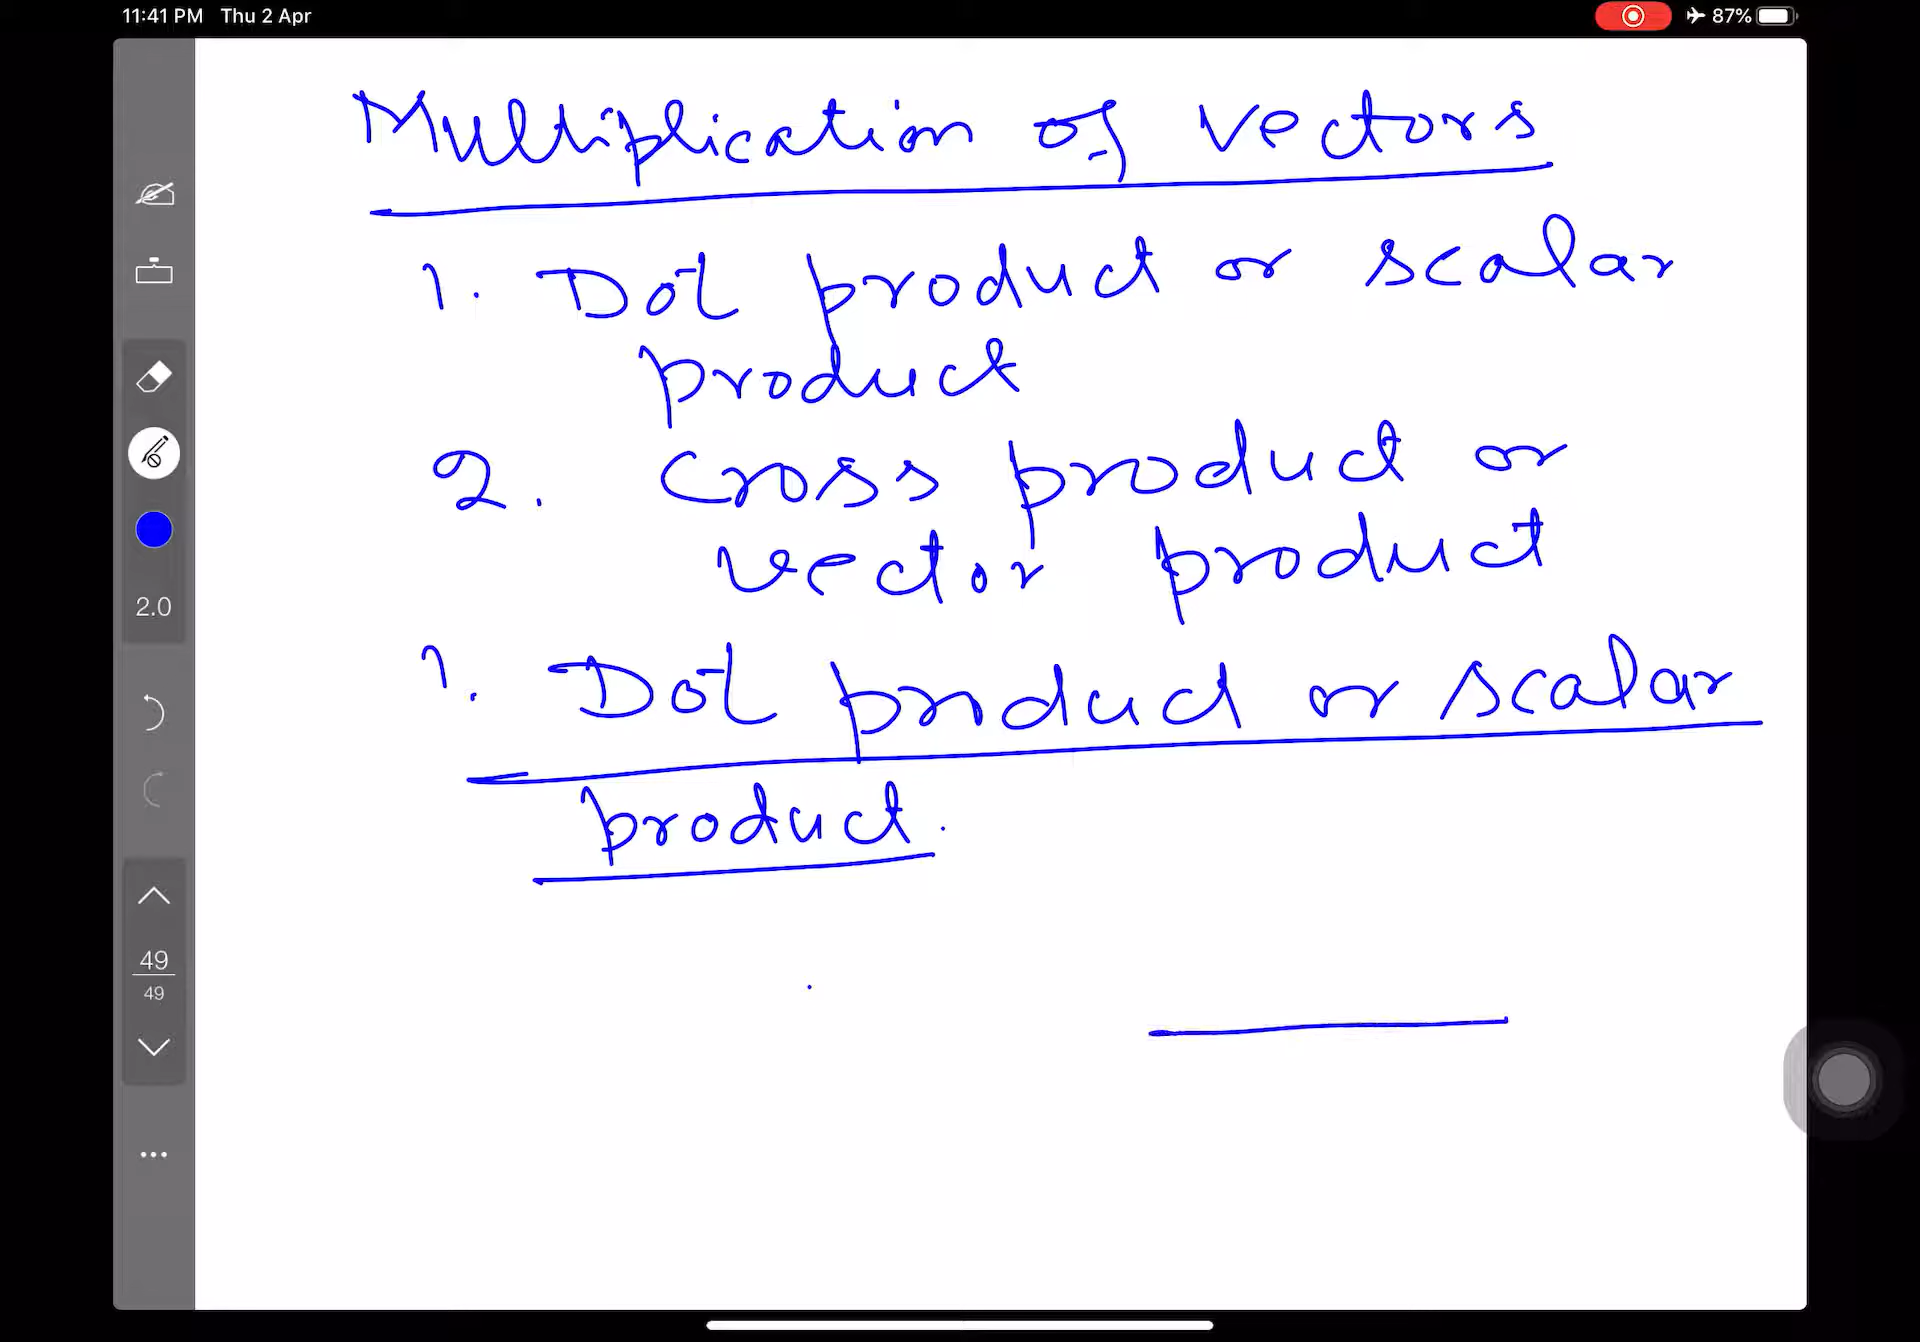 11:41 PM Thu 2 Apr
87%
Multiplication of vectors
1. Dot product or scalar
product
2. Cross product or
vector product
1. Dot product or scalar
product.
2.0
49
49